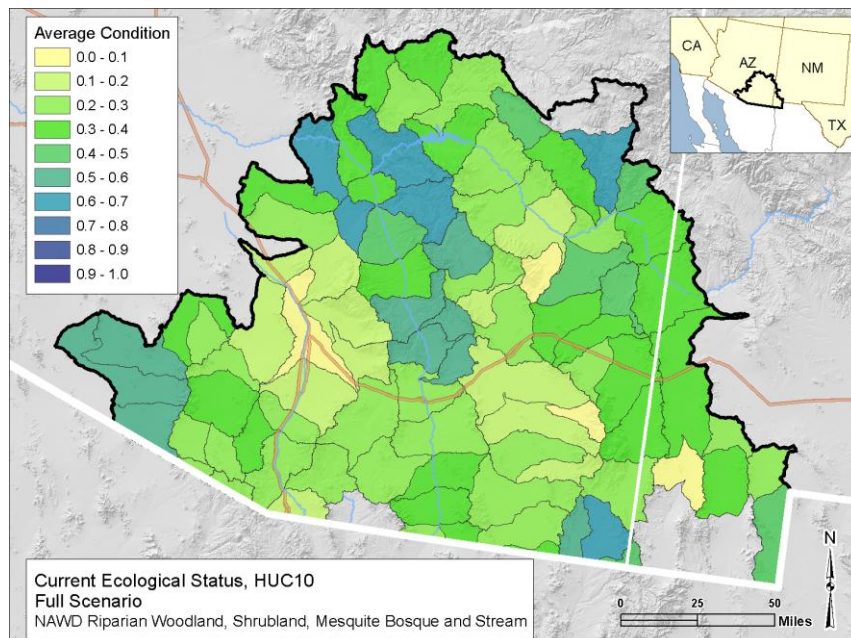 Average Condition
0.0 - 0.1
0.1 - 0.2
0.2 - 0.3
0.3 - 0.4
0.4 - 0.5
0.5 - 0.6
0.6 - 0.7
0.7 - 0.8
0.8 - 0.9
0.9 - 1.0
CA
AZ
NM
TX
Current Ecological Status, HUC10
Full Scenario
NAWD Riparian Woodland, Shrubland, Mesquite Bosque and Stream
N
0 25 50
Miles